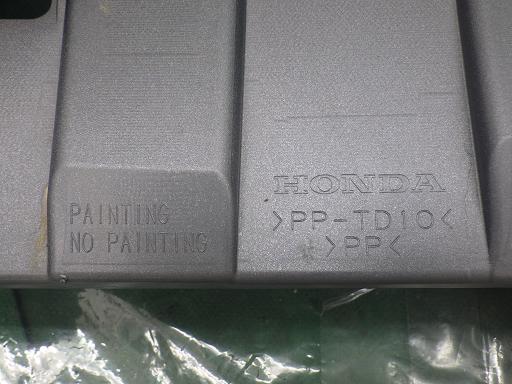 PAINTING
NO PAINTING
HONDA
>PP-TD10<
>PP<